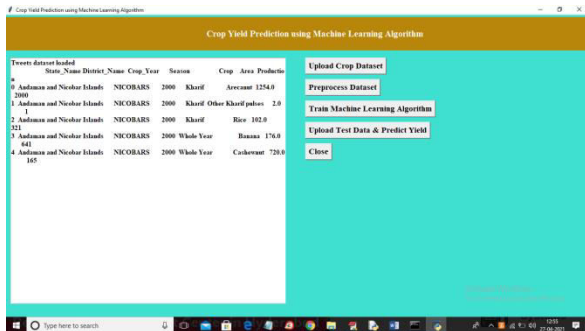 Crop Yield Prediction using Machine Learning Algorithm
Crop Yield Prediction using Machine Learning Algorithm
Tweets dataset loaded
State_Name District_Name Crop_Year Season Crop Area Productio
n
0 Andaman and Nicobar Islands NICOBARS 2000 Kharif Arecanut 1254.0
2000
1 Andaman and Nicobar Islands NICOBARS 2000 Kharif Other Kharif pulses 2.0
1
2 Andaman and Nicobar Islands NICOBARS 2000 Kharif Rice 102.0
321
3 Andaman and Nicobar Islands NICOBARS 2000 Whole Year Banana 176.0
641
4 Andaman and Nicobar Islands NICOBARS 2000 Whole Year Cashewnut 720.0
165
Upload Crop Dataset
Preprocess Dataset
Train Machine Learning Algorithm
Upload Test Data & Predict Yield
Close
Type here to search
12:55
27-04-2021